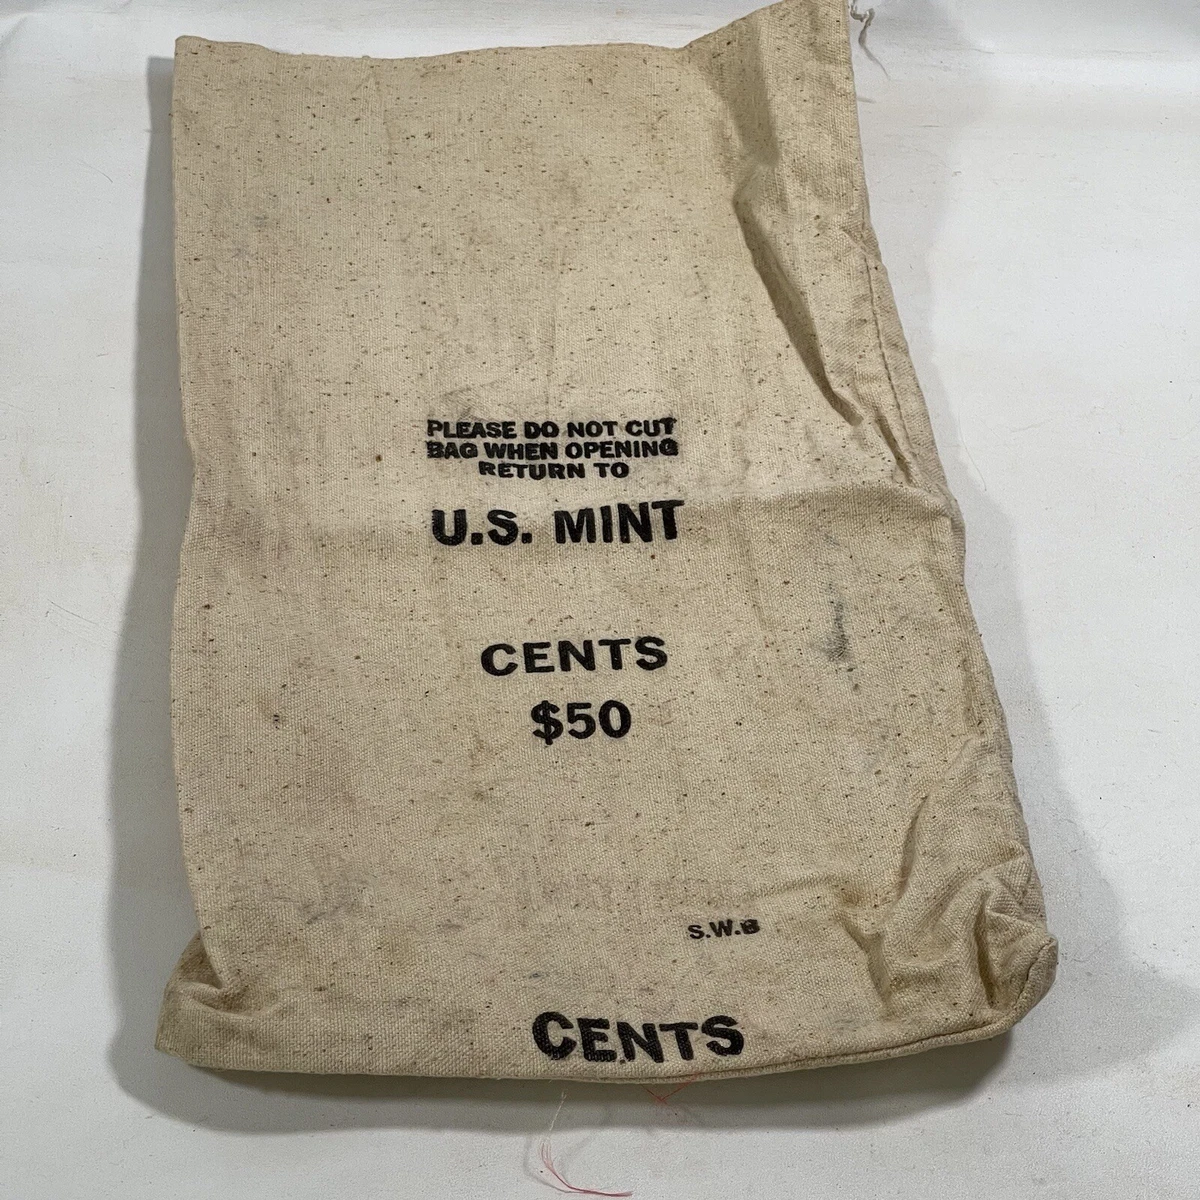 PLEASE DO NOT CUT
BAG WHEN OPENING
RETURN TO
U.S. MINT
CENTS
$50
S.W.B
CENTS